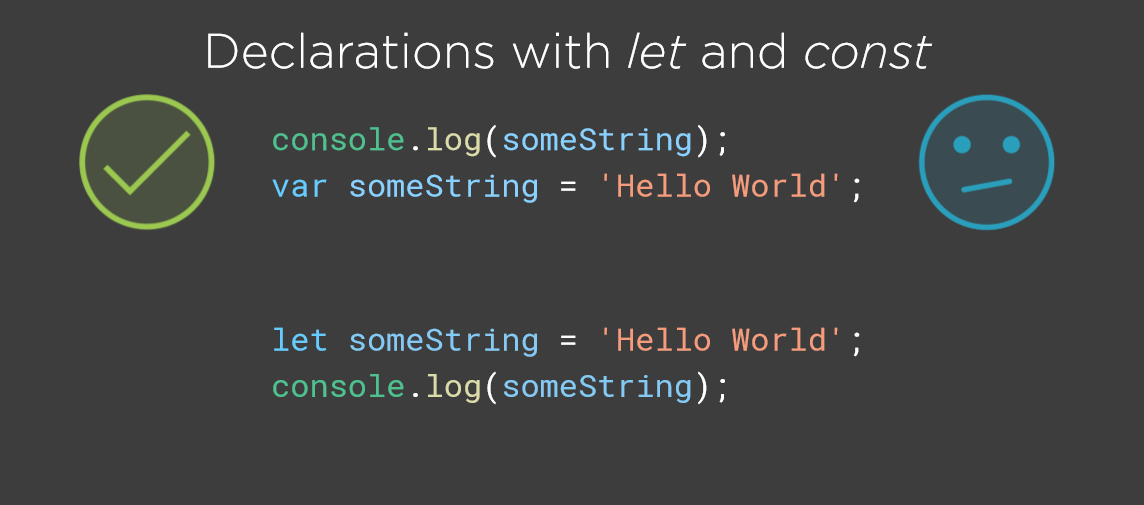 Declarations with let and const
console.log(someString);
var someString = 'Hello World';
let someString = 'Hello World';
console.log(someString);